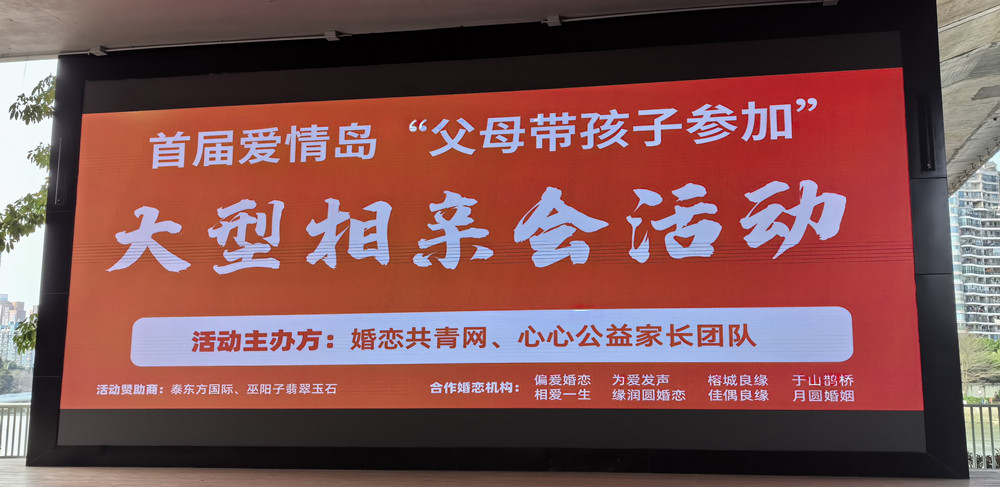 首届爱情岛 “父母带孩子参加”
大型相亲会活动
活动主办方：婚恋共青网、心心公益家长团队
活动赞助商：泰东方国际、巫阳子翡翠玉石
合作婚恋机构：偏爱婚恋 为爱发声 榕城良缘 于山鹊桥
相爱一生 缘润圆婚恋 佳偶良缘 月圆婚姻